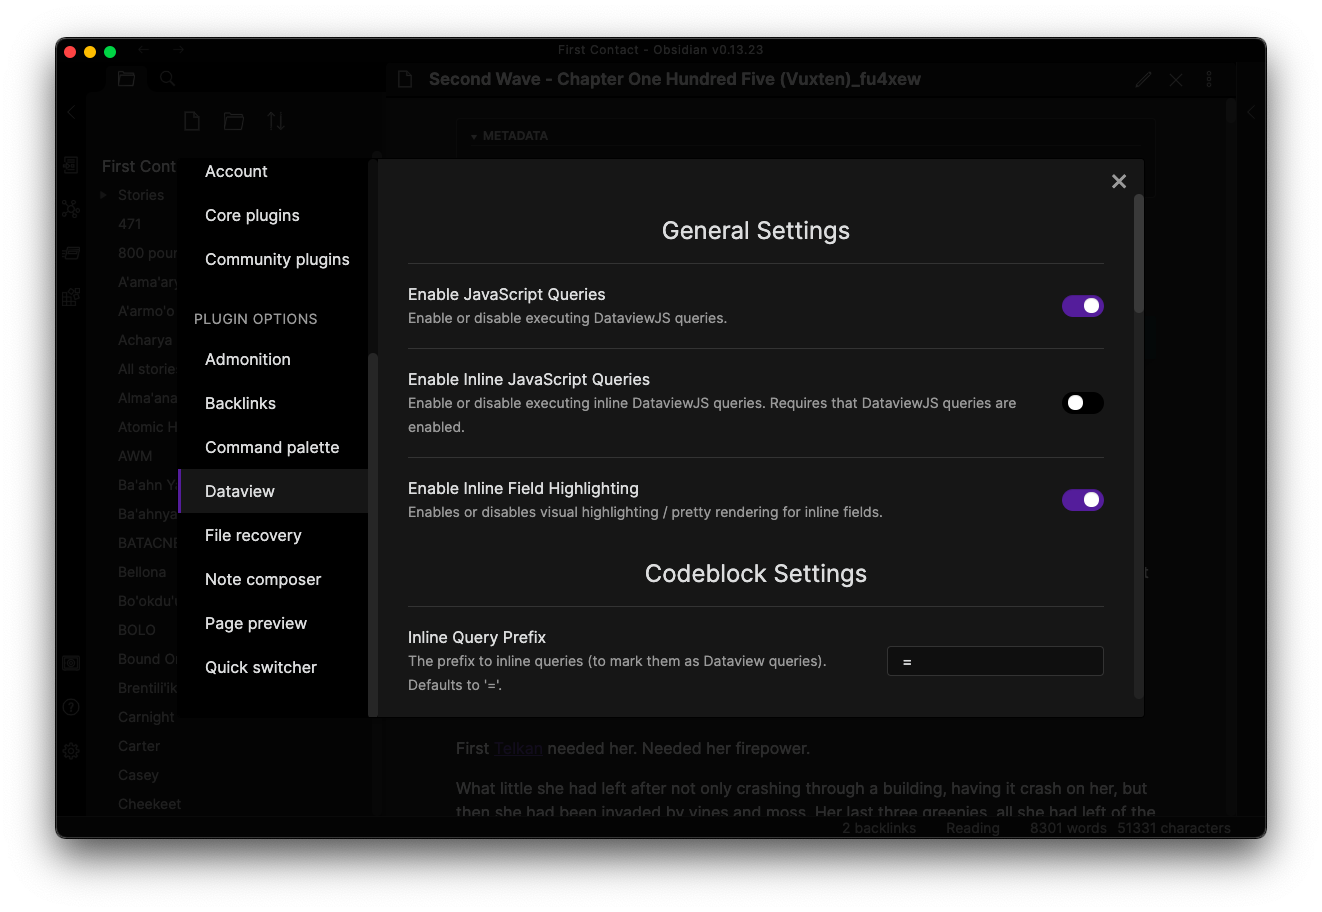 First Contact - Obsidian v0.13.23
Second Wave - Chapter One Hundred Five (Vuxten)_fu4xew
METADATA
First Cont
Stories
471
800 pour
A'ama'ary
A'armo'o
Acharya
All storie
Alma'ana
Atomic H
AWM
Ba'ahn Y
Ba'ahnya
BATACNE
Bellona
Bo'okdu'u
BOLO
Bound O
Brentili'ik
Carnight
Carter
Casey
Cheekeet
Account
Core plugins
Community plugins
PLUGIN OPTIONS
Admonition
Backlinks
Command palette
Dataview
File recovery
Note composer
Page preview
Quick switcher
General Settings
Enable JavaScript Queries
Enable or disable executing DataviewJS queries.
Enable Inline JavaScript Queries
Enable or disable executing inline DataviewJS queries. Requires that DataviewJS queries are
enabled.
Enable Inline Field Highlighting
Enables or disables visual highlighting / pretty rendering for inline fields.
Codeblock Settings
Inline Query Prefix
The prefix to inline queries (to mark them as Dataview queries).
Defaults to '='.
=
First Telkan needed her. Needed her firepower.
What little she had left after not only crashing through a building, having it crash on her, but
then she had been invaded by vines and moss. Her last three greenies, all she had left of the
2 backlinks Reading 8301 words 51331 characters